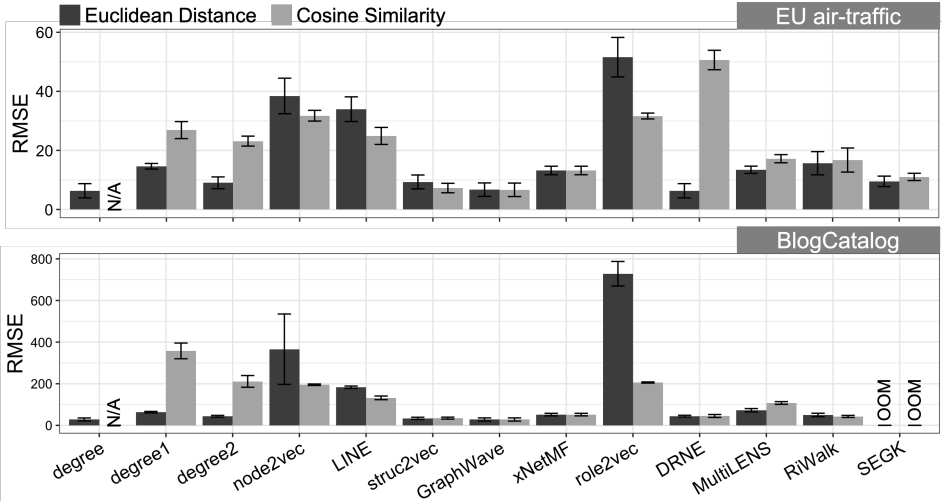 Euclidean Distance Cosine Similarity
EU air-traffic
RMSE
60
40
20
0
N/A
BlogCatalog
RMSE
800
600
400
200
0
N/A
OOM
OOM
degree
degree1
degree2
node2vec
LINE
struc2vec
GraphWave
xNetMF
role2vec
DRNE
MultiLENS
RiWalk
SEGK